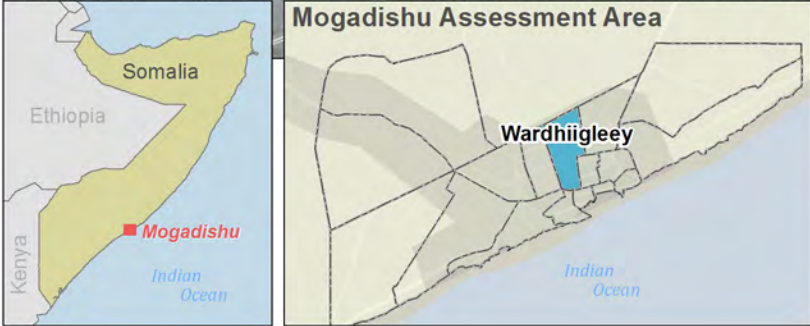 Somalia
Ethiopia
Kenya
Mogadishu
Indian
Ocean
Mogadishu Assessment Area
Wardhiigleey
Indian
Ocean